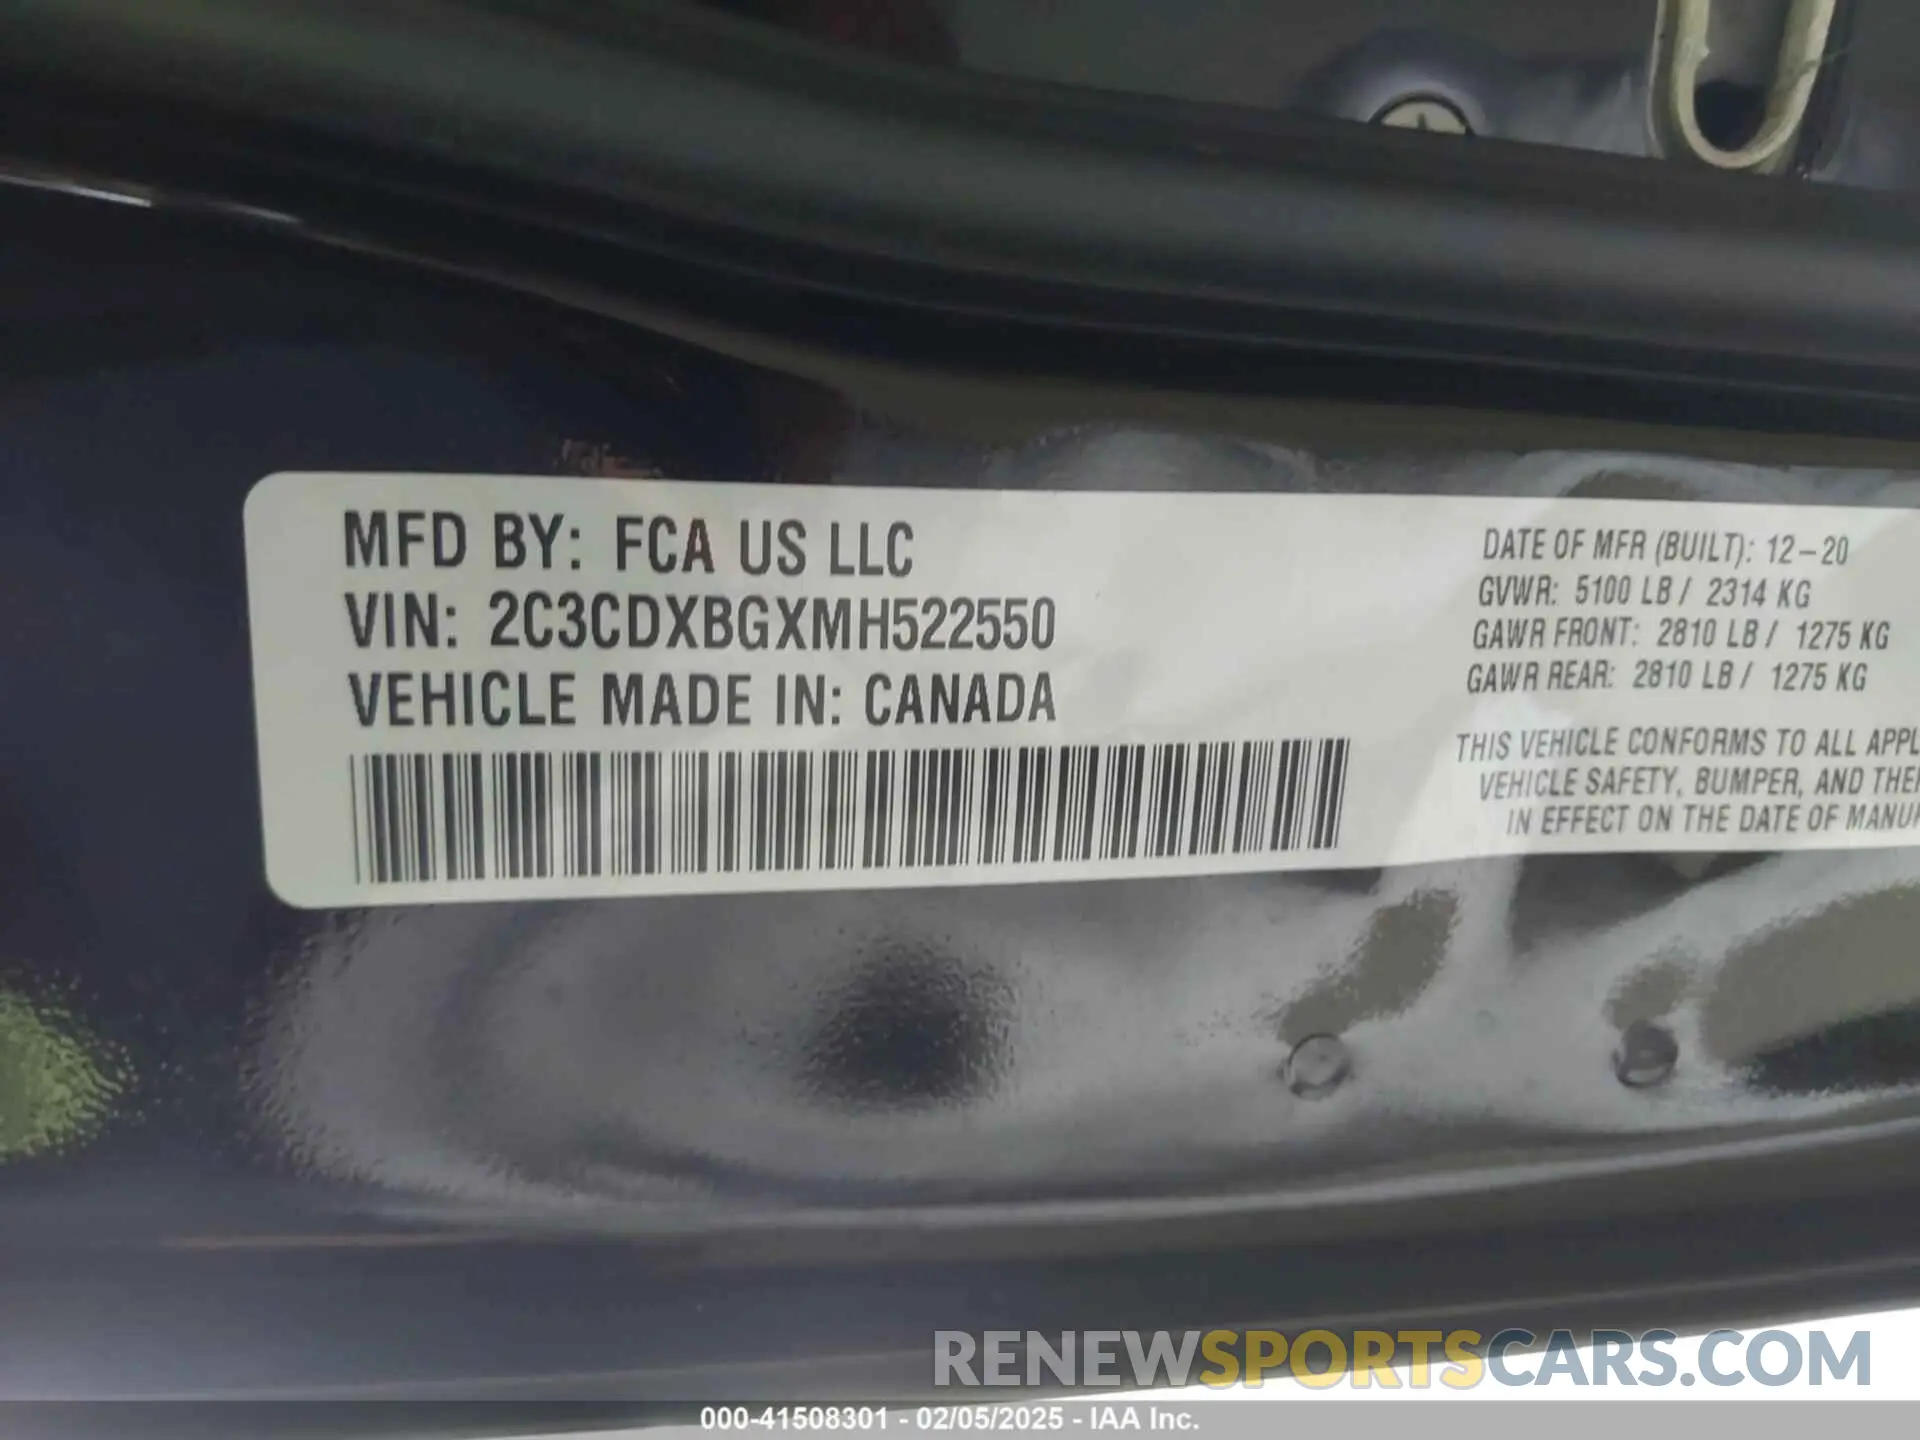 MFD BY: FCA US LLC
VIN: 2C3CDXBGXMH522550
VEHICLE MADE IN: CANADA
DATE OF MFR (BUILT): 12-20
GVWR: 5100 LB / 2314 KG
GAWR FRONT: 2810 LB / 1275 KG
GAWR REAR: 2810 LB / 1275 KG
THIS VEHICLE CONFORMS TO ALL APPL
VEHICLE SAFETY, BUMPER, AND THE
IN EFFECT ON THE DATE OF MANU
RENEWSPORTSCARS.COM
000-41508301 - 02/05/2025 - IAA Inc.